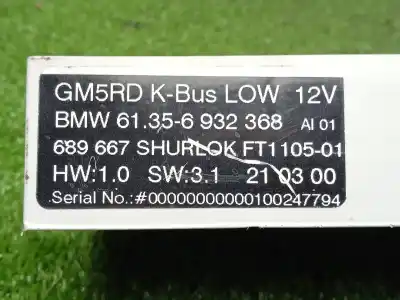 GM5RD K-Bus LOW 12V
BMW 61.35-6 932 368 AI 01
689 667 SHURLOK FT1105-01
HW:1.0 SW:3.1 21 03 00
Serial No.:#00000000000100247794